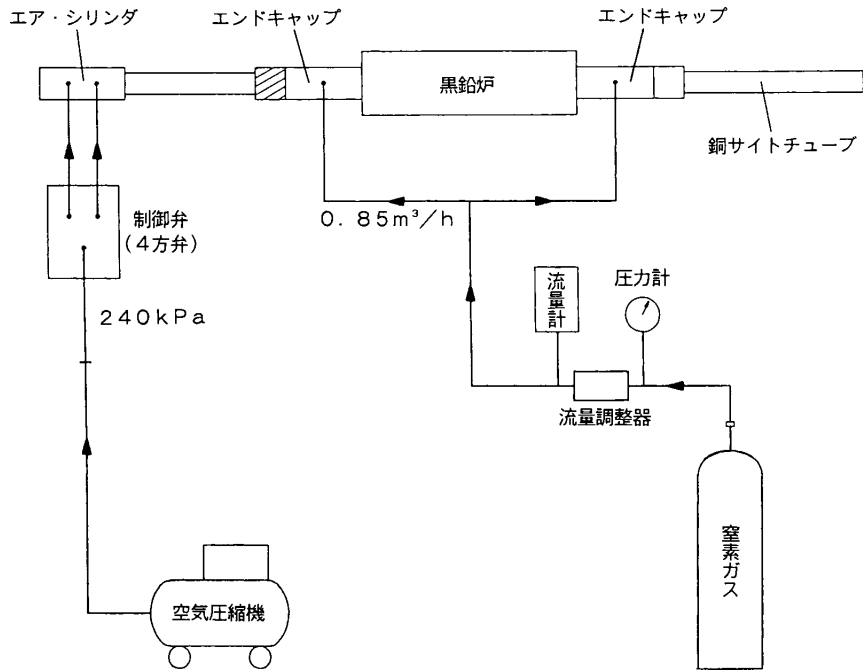 エア・シリンダ
エンドキャップ
エンドキャップ
黒鉛炉
銅サイトチューブ
制御弁
(4方弁)
0.85m³/h
240kPa
流量計
圧力計
流量調整器
窒素ガス
空気圧縮機